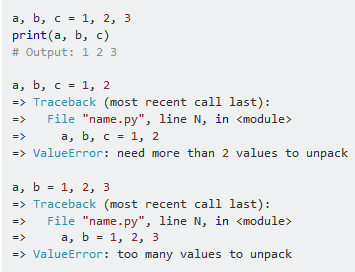 a, b, c = 1, 2, 3
print(a, b, c)
# Output: 1 2 3

a, b, c = 1, 2
=> Traceback (most recent call last):
=>   File "name.py", line N, in <module>
=>     a, b, c = 1, 2
=> ValueError: need more than 2 values to unpack

a, b = 1, 2, 3
=> Traceback (most recent call last):
=>   File "name.py", line N, in <module>
=>     a, b = 1, 2, 3
=> ValueError: too many values to unpack